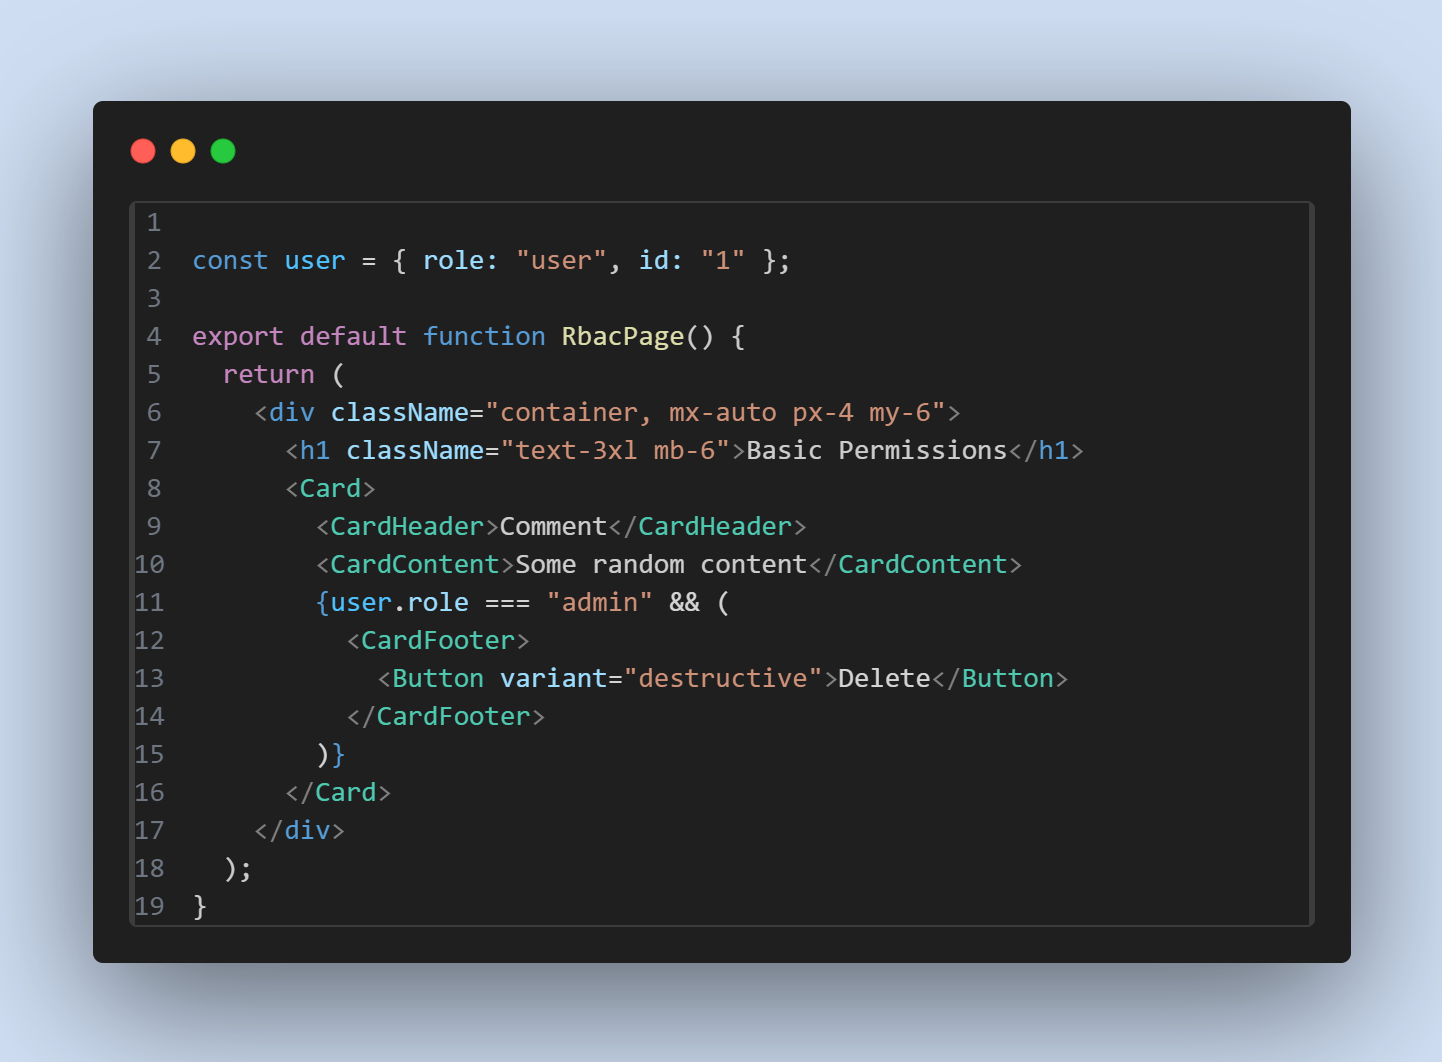 1
2 const user = { role: "user", id: "1" };
3
4 export default function RbacPage() {
5   return (
6     <div className="container, mx-auto px-4 my-6">
7       <h1 className="text-3xl mb-6">Basic Permissions</h1>
8       <Card>
9         <CardHeader>Comment</CardHeader>
10         <CardContent>Some random content</CardContent>
11         {user.role === "admin" && (
12           <CardFooter>
13             <Button variant="destructive">Delete</Button>
14           </CardFooter>
15         )}
16       </Card>
17     </div>
18   );
19 }